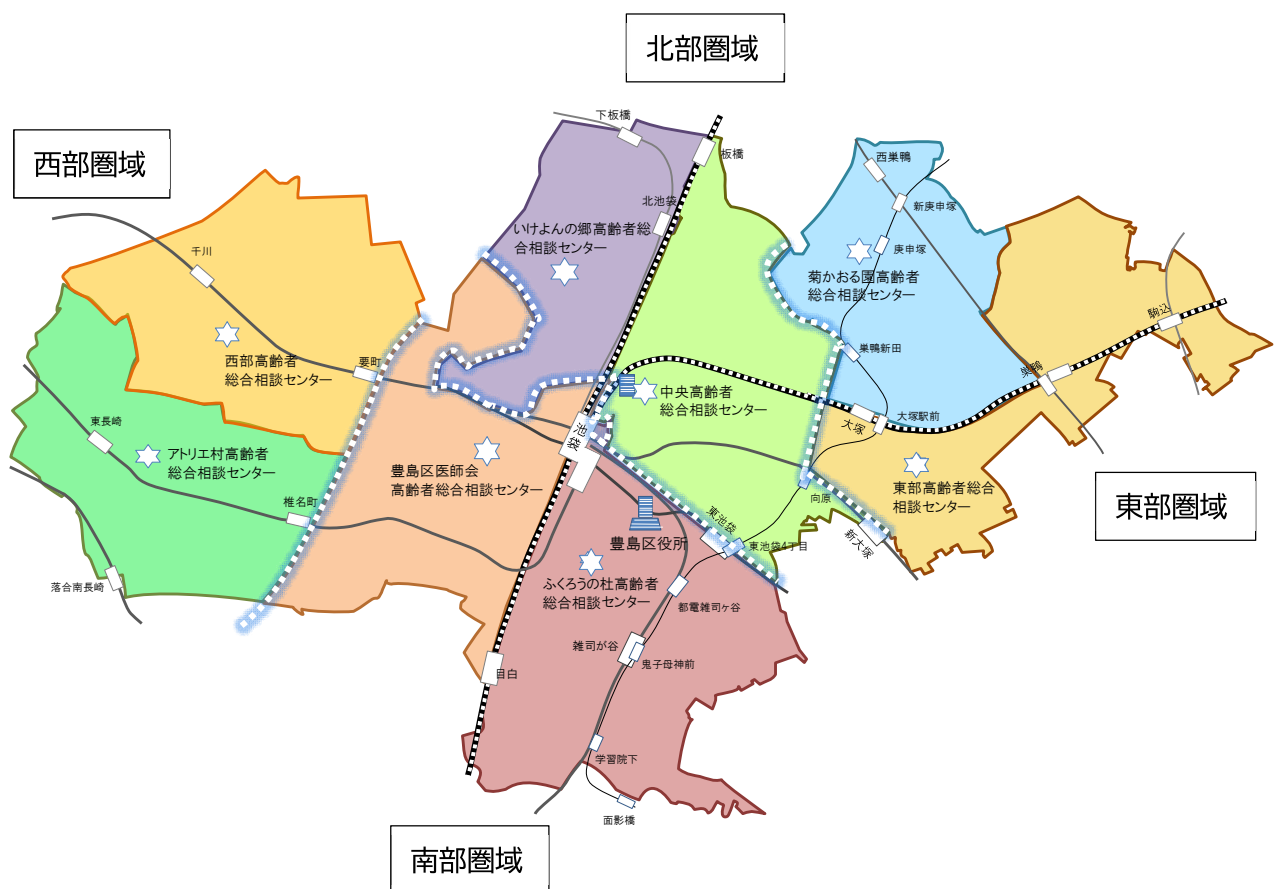 北部圏域
西部圏域
下板橋
板橋
北池袋
西巣鴨
新庚申塚
庚申塚
いけよんの郷高齢者総
合相談センター
菊かおる園高齢者
総合相談センター
千川
駒込
西部高齢者
総合相談センター
要町
巣鴨新田
巣鴨
中央高齢者
総合相談センター
大塚
大塚駅前
池袋
東長崎
アトリエ村高齢者
総合相談センター
豊島区医師会
高齢者総合相談センター
東部高齢者総合
相談センター
東部圏域
椎名町
向原
東池袋
新大塚
豊島区役所
東池袋4丁目
落合南長崎
ふくろうの杜高齢者
総合相談センター
都電雑司ヶ谷
雑司が谷
鬼子母神前
目白
学習院下
面影橋
南部圏域